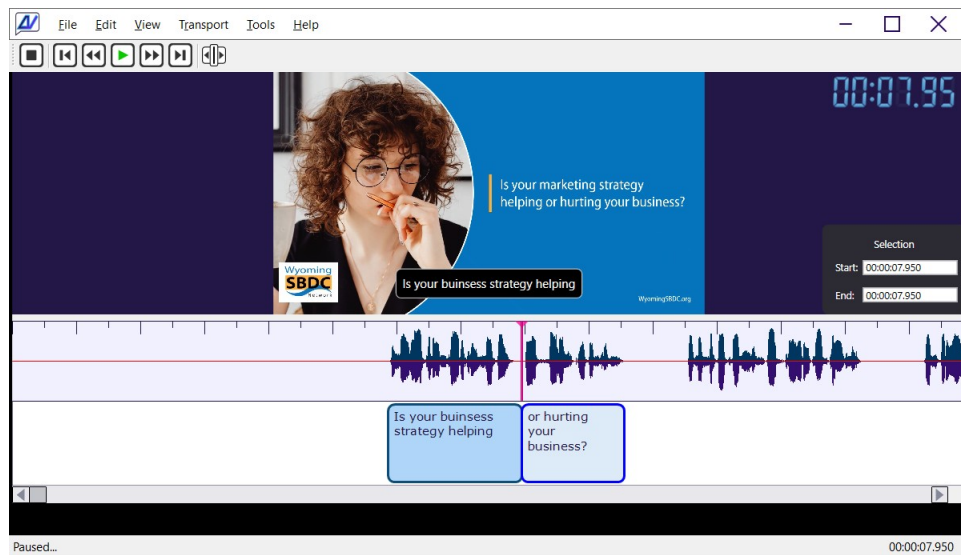 File Edit View Transport Tools Help
00:07.95
Is your marketing strategy
helping or hurting your business?
Selection
Start: 00:00:07.950
End: 00:00:07.950
Wyoming
SBDC
Network
Is your buinsess strategy helping
WyomingSBDC.org
Is your buinsess
strategy helping
or hurting
your
business?
Paused...
00:00:07.950